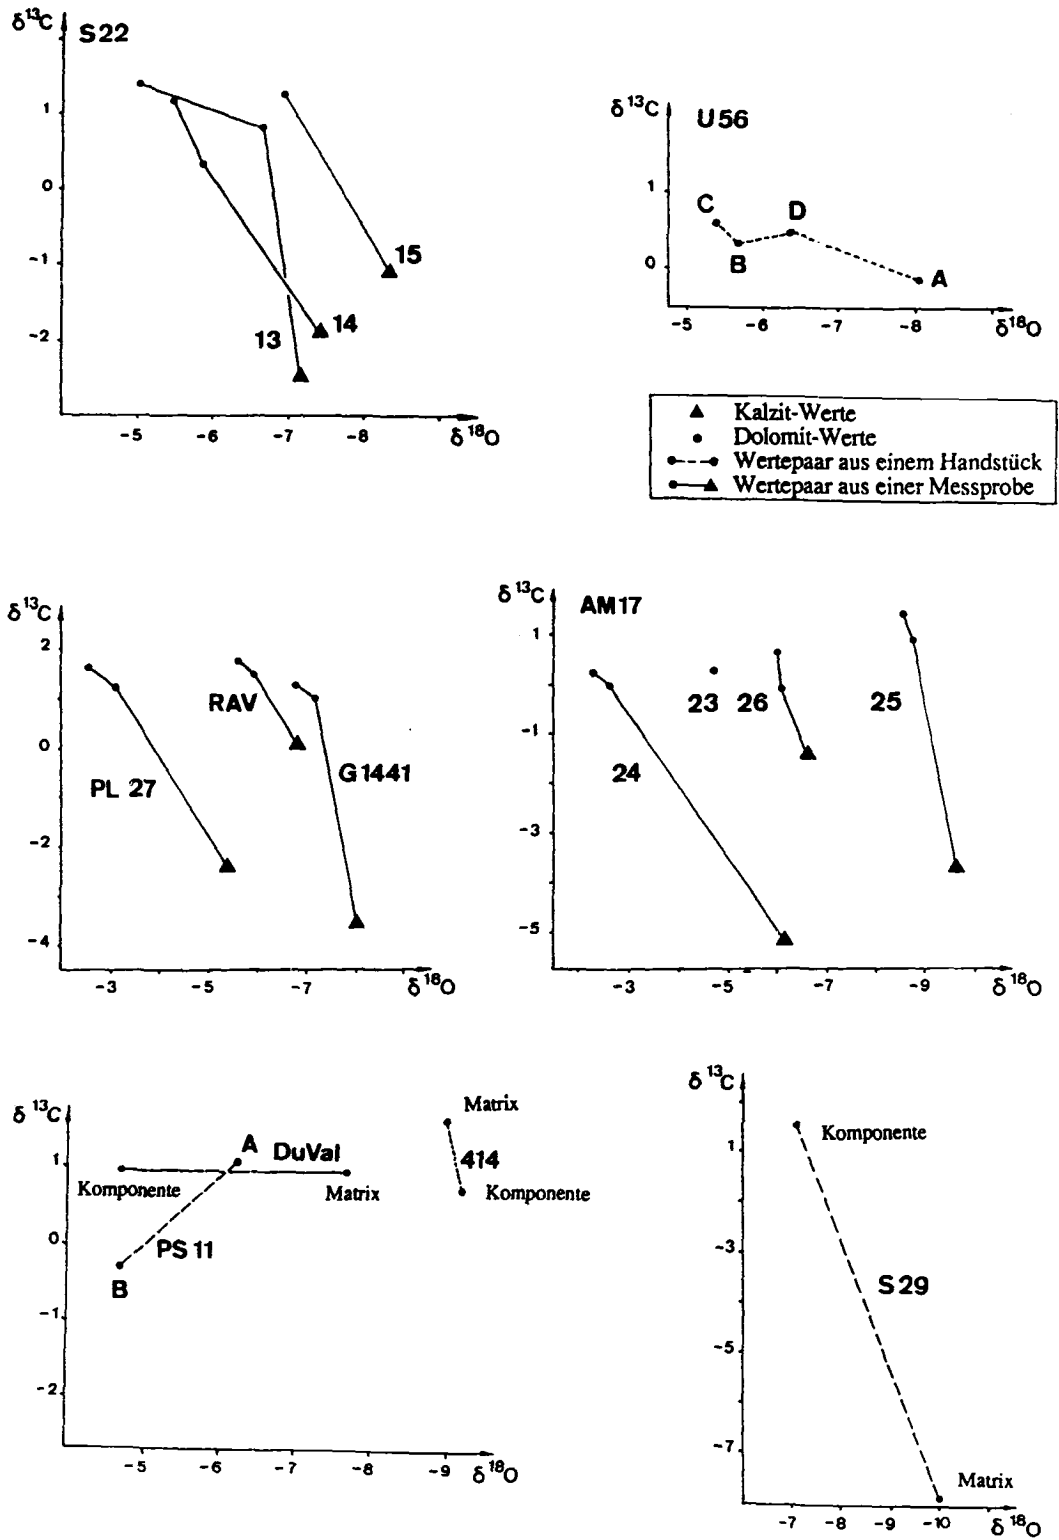 δ¹³C
S22
1
0
-1
-2
15
14
13
-5 -6 -7 -8 δ¹⁸O
δ¹³C
U56
1
0
C
D
B
A
-5 -6 -7 -8 δ¹⁸O
▲ Kalzit-Werte
● Dolomit-Werte
Wertepaar aus einem Handstück
Wertepaar aus einer Messprobe
δ¹³C
2
0
-2
-4
PL 27
RAV
G1441
-3 -5 -7 δ¹⁸O
δ¹³C
AM17
1
-1
-3
-5
23 26 25
24
-3 -5 -7 -9 δ¹⁸O
δ¹³C
1
0
-1
-2
A
DuVal
Komponente
Matrix
PS 11
B
Matrix
414
Komponente
-5 -6 -7 -8 -9 δ¹⁸O
δ¹³C
1
-3
-5
-7
Komponente
S29
Matrix
-7 -8 -9 -10 δ¹⁸O